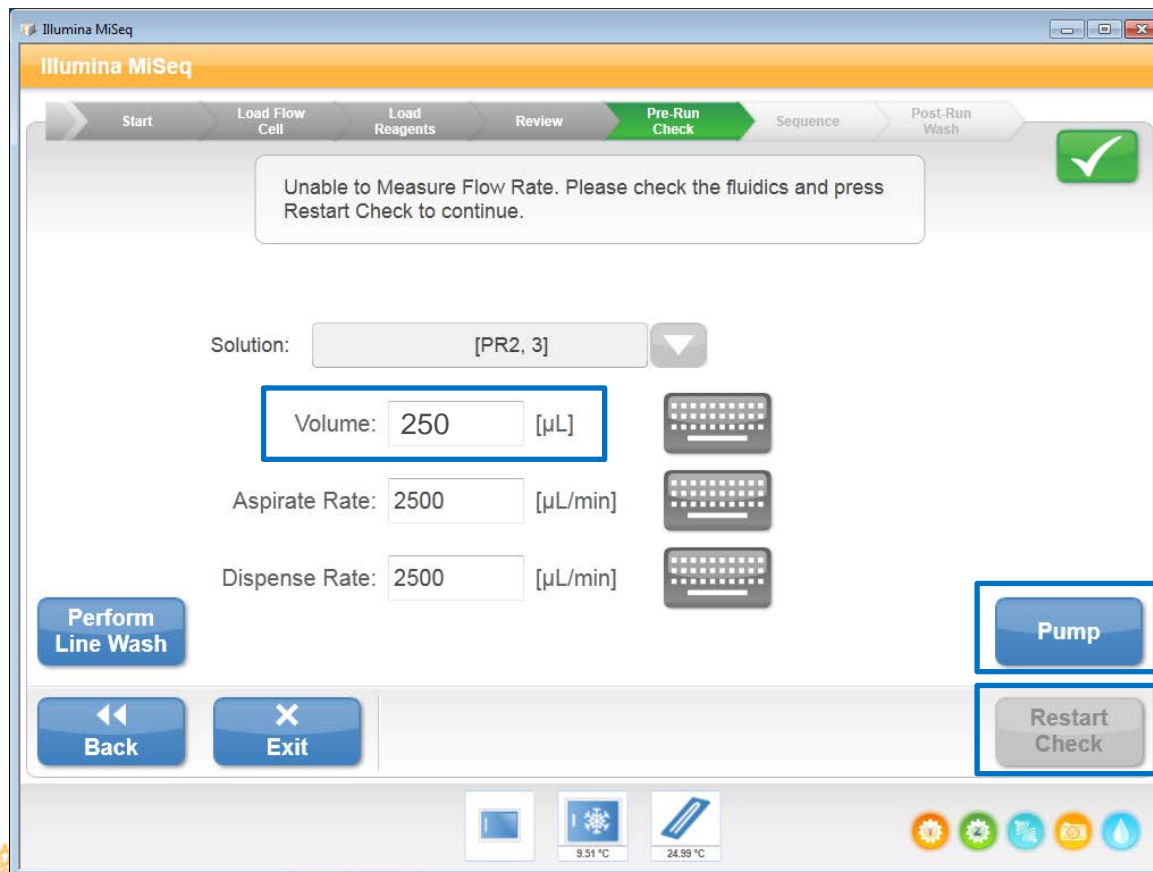 Illumina MiSeq
Illumina MiSeq
Start
Load Flow
Cell
Load
Reagents
Review
Pre-Run
Check
Sequence
Post-Run
Wash
Unable to Measure Flow Rate. Please check the fluidics and press
Restart Check to continue.
Solution: [PR2, 3]
Volume: 250 [µL]
Aspirate Rate: 2500 [µL/min]
Dispense Rate: 2500 [µL/min]
Perform
Line Wash
Pump
Back
Exit
Restart
Check
9.51 °C
24.99 °C
Y
Z